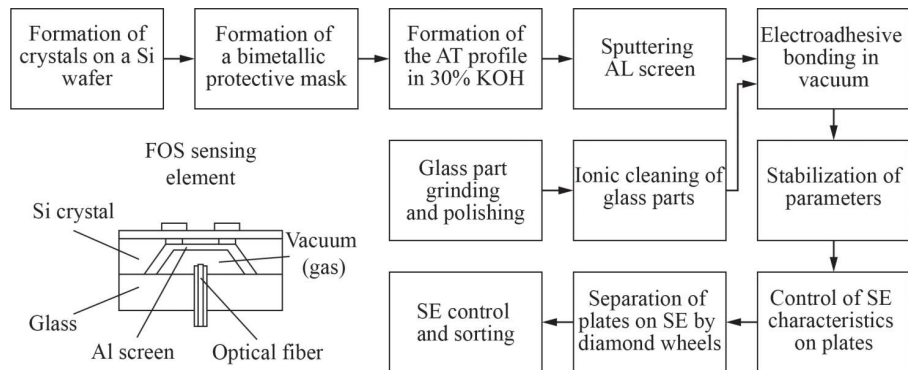 Formation of
crystals on a Si
wafer
Formation of
a bimetallic
protective mask
Formation of
the AT profile
in 30% KOH
Sputtering
AL screen
Electroadhesive
bonding in
vacuum
FOS sensing
element
Si crystal
Vacuum
(gas)
Glass
Al screen
Optical fiber
Glass part
grinding
and polishing
Ionic cleaning of
glass parts
Stabilization of
parameters
SE control
and sorting
Separation of
plates on SE by
diamond wheels
Control of SE
characteristics
on plates